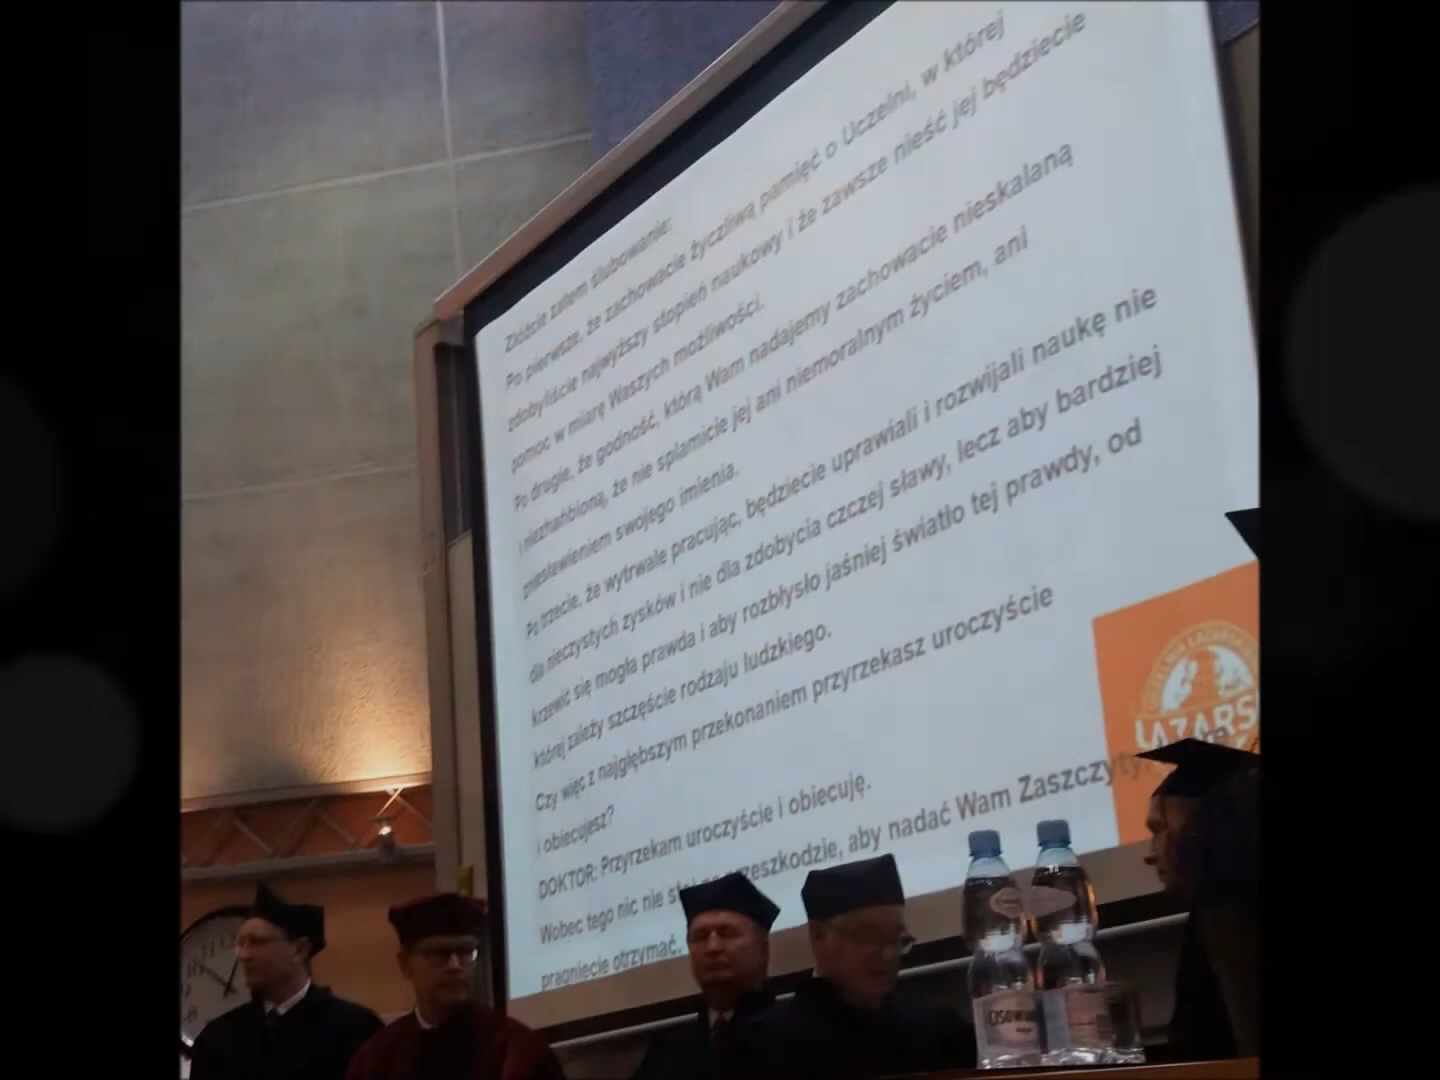 Złóżcie zatem ślubowanie:
Po pierwsze, że zachowacie życzliwą pamięć o Uczelni, w której
zdobyliście najwyższy stopień naukowy i że zawsze nieść jej będziecie
pomoc w miarę Waszych możliwości.
Po drugie, że godność, którą Wam nadajemy zachowacie nieskalaną
i niezhańbioną, że nie splamicie jej ani niemoralnym życiem, ani
zniesławieniem swojego imienia.
Po trzecie, że wytrwale pracując, będziecie uprawiali i rozwijali naukę nie
dla nieczystych zysków i nie dla zdobycia czczej sławy, lecz aby bardziej
krzewić się mogła prawda i aby rozbłysło jaśniej światło tej prawdy, od
której zależy szczęście rodzaju ludzkiego.
Czy więc z najgłębszym przekonaniem przyrzekasz uroczyście
i obiecujesz?
DOKTOR: Przyrzekam uroczyście i obiecuję.
Wobec tego nic nie stoi na przeszkodzie, aby nadać Wam Zaszczyty,
pragniecie otrzymać.
ŁAZARS